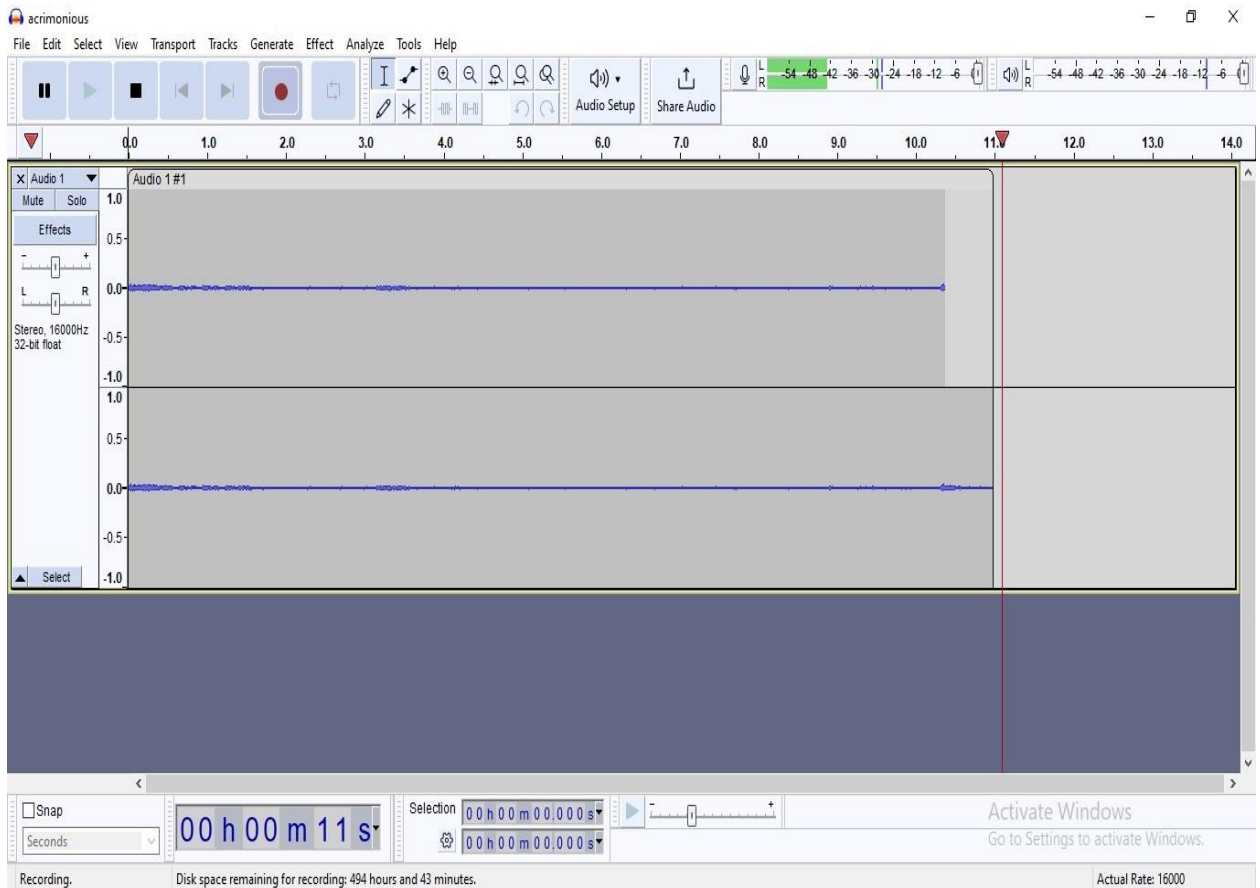 acrimonious
File Edit Select View Transport Tracks Generate Effect Analyze Tools Help
Audio Setup
Share Audio
L
R
-54 -48 -42 -36 -30 -24 -18 -12 -6 0
L
R
-54 -48 -42 -36 -30 -24 -18 -12 -6 0
0.0 1.0 2.0 3.0 4.0 5.0 6.0 7.0 8.0 9.0 10.0 11.0 12.0 13.0 14.0
Audio 1
Audio 1 #1
Mute Solo
Effects
- +
L R
Stereo, 16000Hz
32-bit float
Select
1.0
0.5
0.0
-0.5
-1.0
1.0
0.5
0.0
-0.5
-1.0
Snap
Seconds
00 h 00 m 11 s
Selection
00 h 00 m 00.000 s
00 h 00 m 00.000 s
- +
Activate Windows
Go to Settings to activate Windows.
Recording.
Disk space remaining for recording: 494 hours and 43 minutes.
Actual Rate: 16000